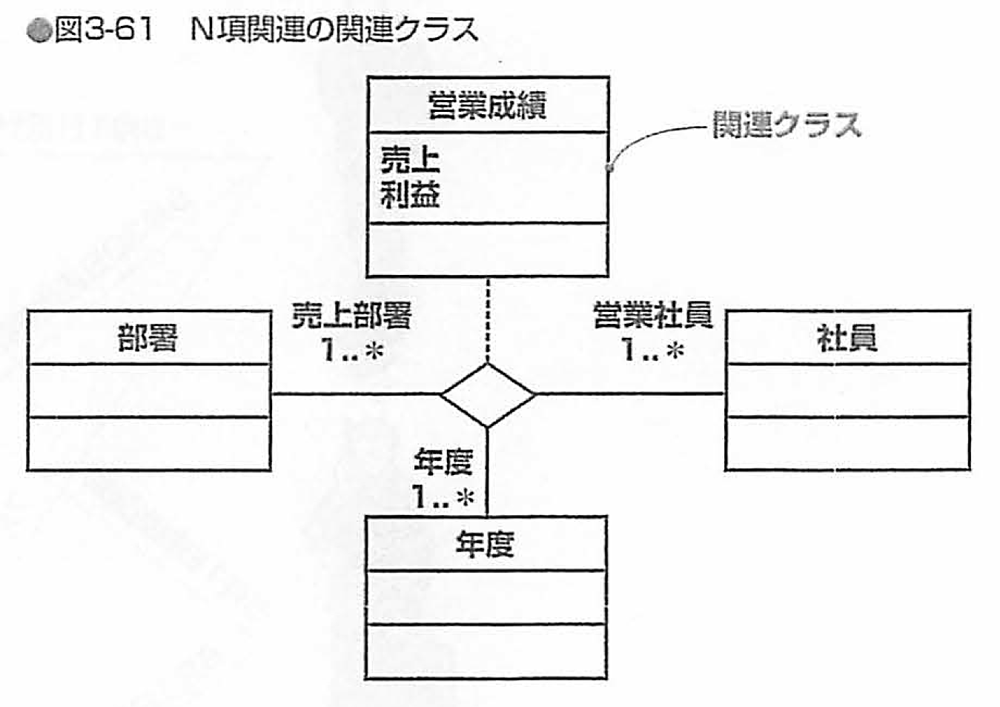 ●図3-61　N項関連の関連クラス
営業成績
関連クラス
売上
利益
売上部署
1..*
営業社員
1..*
部署
社員
年度
1..*
年度